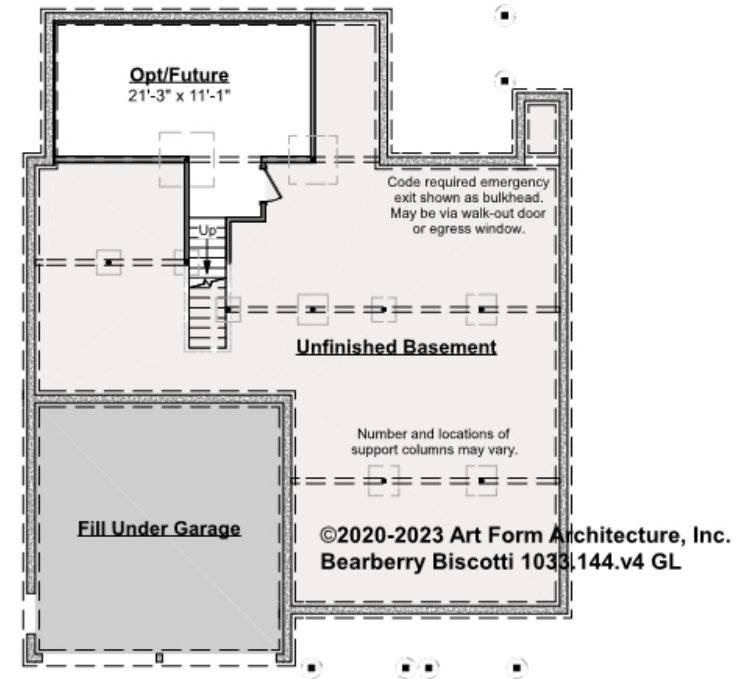 Opt/Future
21'-3" x 11'-1"
Code required emergency
exit shown as bulkhead.
May be via walk-out door
or egress window.
Up
Unfinished Basement
Number and locations of
support columns may vary.
Fill Under Garage
©2020-2023 Art Form Architecture, Inc.
Bearberry Biscotti 1033.144.v4 GL